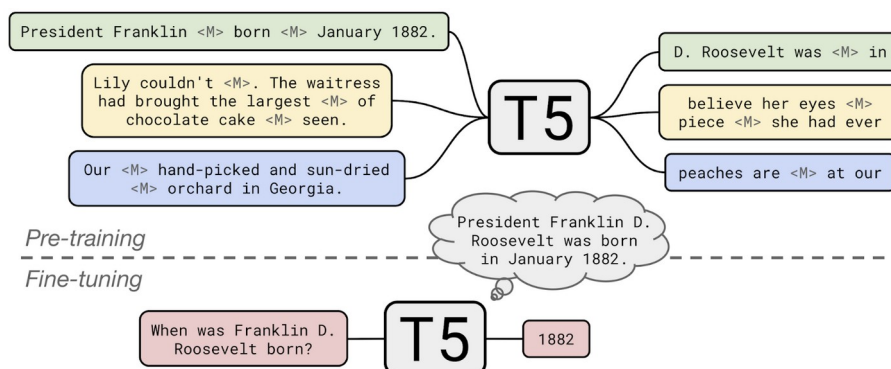 President Franklin <M> born <M> January 1882.
Lily couldn't <M>. The waitress
had brought the largest <M> of
chocolate cake <M> seen.
Our <M> hand-picked and sun-dried
<M> orchard in Georgia.
T5
D. Roosevelt was <M> in
believe her eyes <M>
piece <M> she had ever
peaches are <M> at our
President Franklin D.
Roosevelt was born
in January 1882.
Pre-training
Fine-tuning
When was Franklin D.
Roosevelt born?
T5
1882